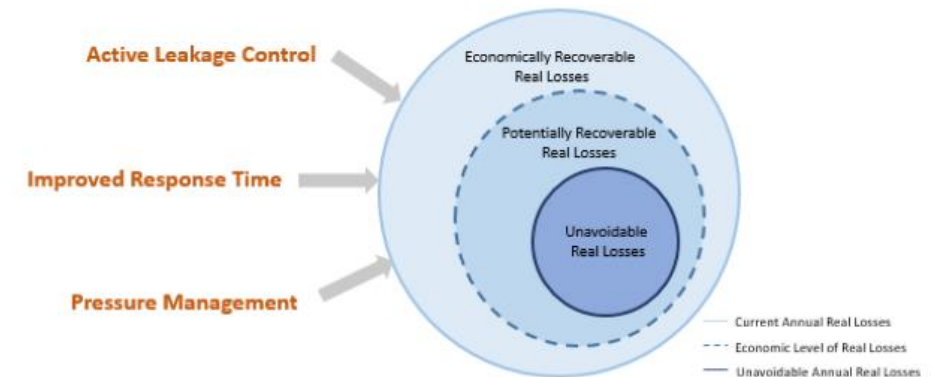 Active Leakage Control
Improved Response Time
Pressure Management
Economically Recoverable
Real Losses
Potentially Recoverable
Real Losses
Unavoidable
Real Losses
Current Annual Real Losses
Economic Level of Real Losses
Unavoidable Annual Real Losses